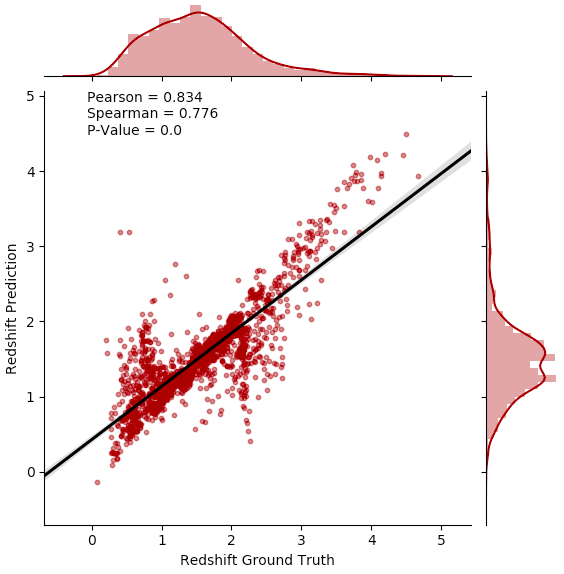 Pearson = 0.834
Spearman = 0.776
P-Value = 0.0
5
4
3
2
1
0
Redshift Prediction
0 1 2 3 4 5
Redshift Ground Truth